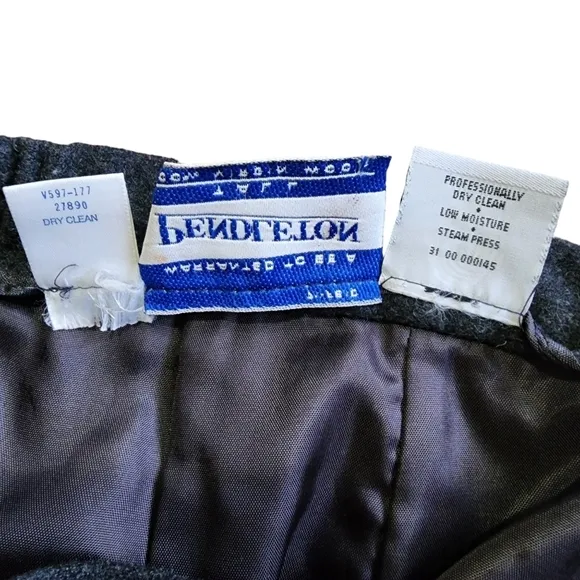 V597-177
27890
DRY CLEAN
PENDLETON
WARRANTED TO BE A
PROFESSIONALLY
DRY CLEAN
•
LOW MOISTURE
•
STEAM PRESS
31 00 000145